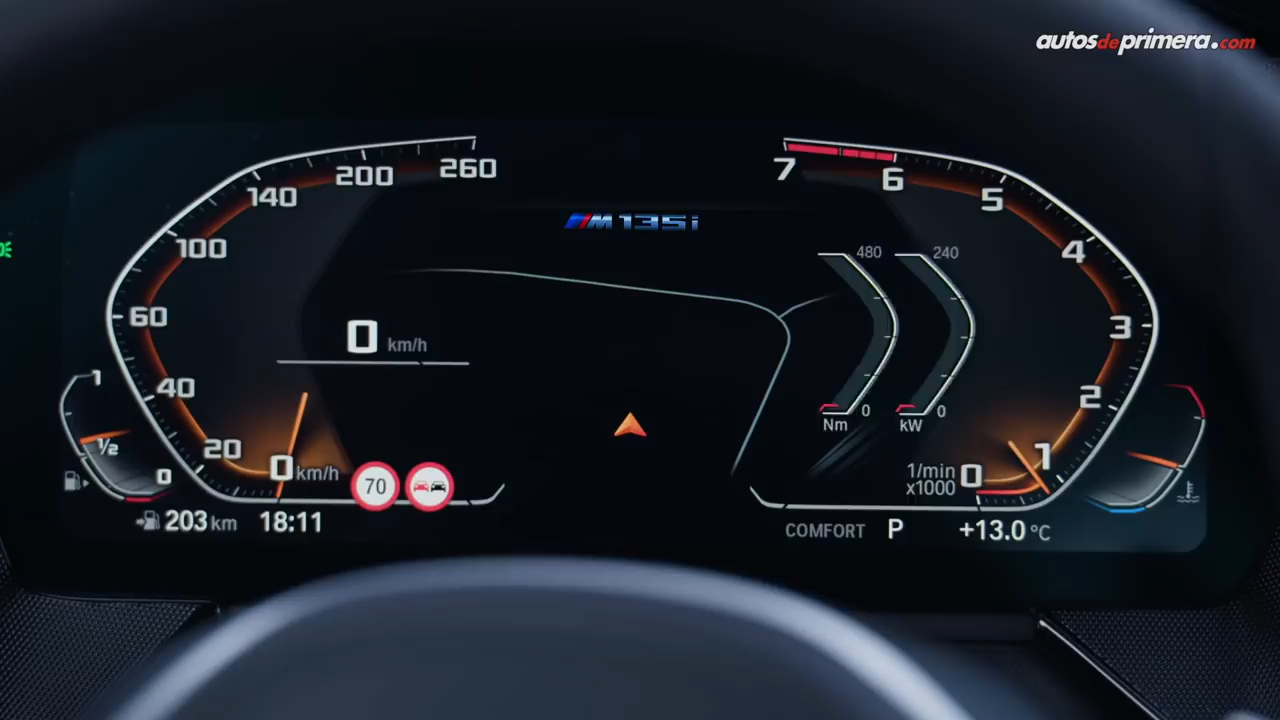 autosdeprimera.com
260
200
140
100
60
40
20
0 km/h
7
6
5
4
3
2
1
0
1/min
x1000
M135i
480
240
0
0
Nm
kW
0 km/h
1
1/2
0
70
203 km
18:11
COMFORT P
+13.0 °C